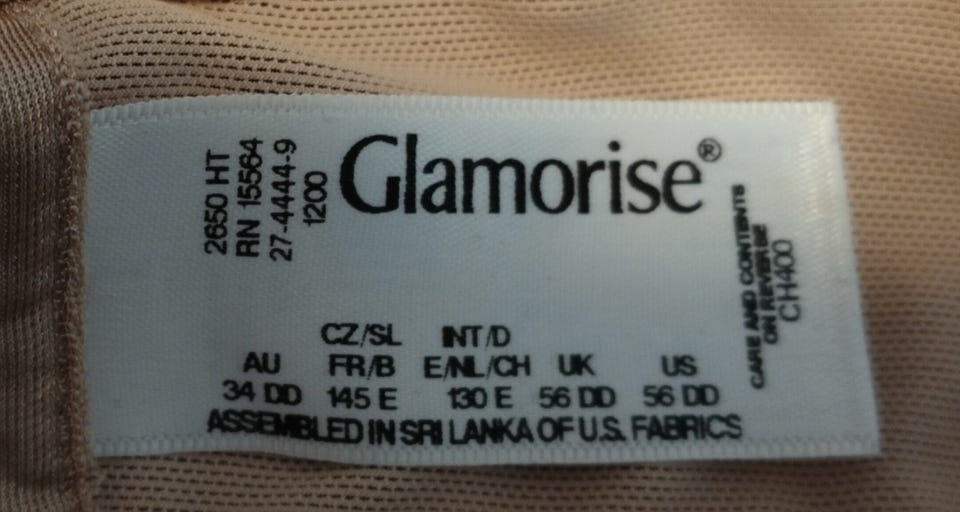 2650 HT
RN 15564
27-4444-9
1200
Glamorise®
CARE AND CONTENTS
ON REVERSE
CH400
CZ/SL INT/D
AU FR/B E/NL/CH UK US
34 DD 145 E 130 E 56 DD 56 DD
ASSEMBLED IN SRI LANKA OF U.S. FABRICS